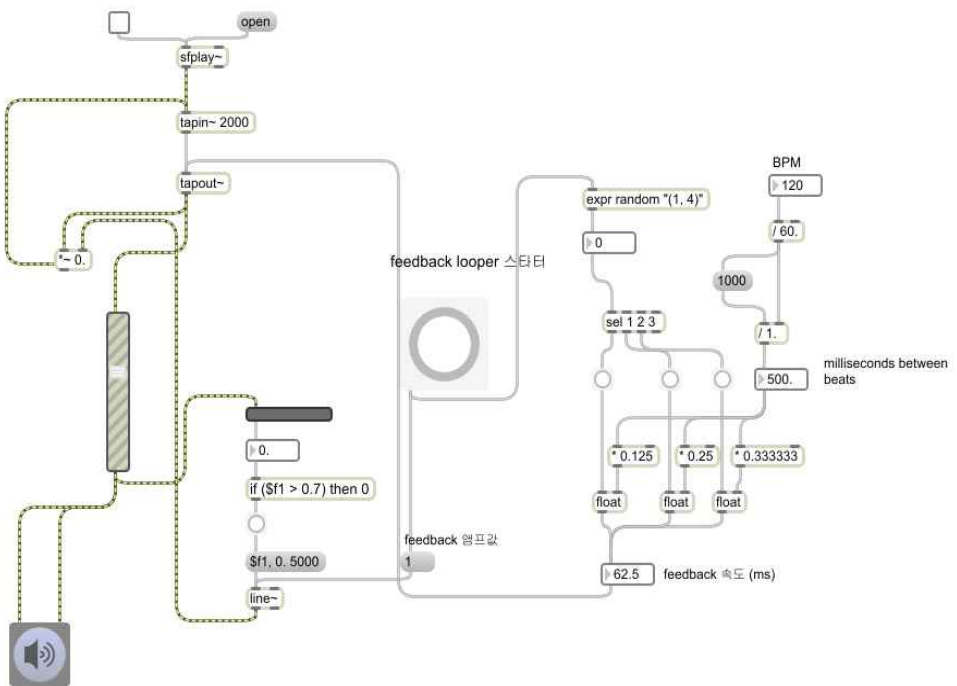 open
sfplay~
tapin~ 2000
tapout~
*~ 0.
feedback looper 스타터
expr random "(1, 4)"
0
BPM
120
/ 60.
1000
/ 1.
sel 1 2 3
500.
milliseconds between
beats
* 0.125
* 0.25
* 0.333333
float
float
float
0.
if ($f1 > 0.7) then 0
feedback 앰프값
$f1, 0. 5000
1
62.5
feedback 속도 (ms)
line~